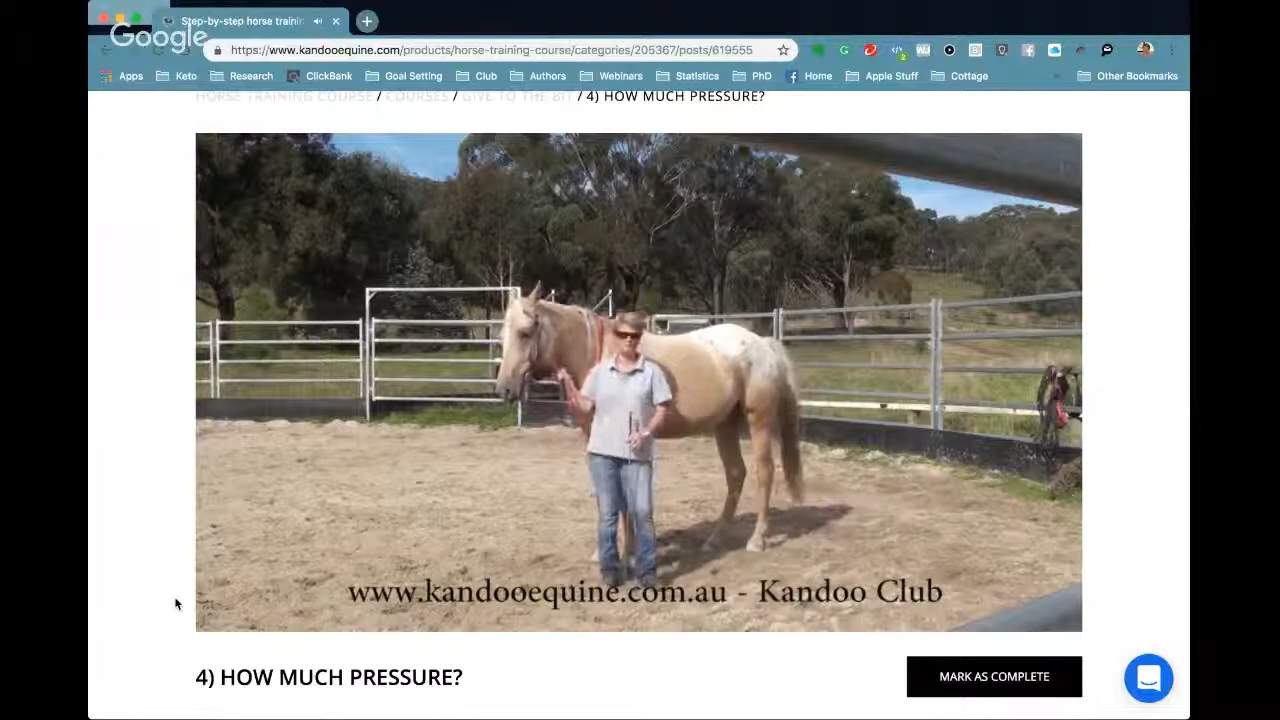 Step-by-step horse trainin
Google
https://www.kandooequine.com/products/horse-training-course/categories/205367/posts/619555
Apps Keto Research ClickBank Goal Setting Club Authors Webinars Statistics PhD Home Apple Stuff Cottage Other Bookmarks
HORSE TRAINING COURSE / COURSES / GIVE TO THE BIT / 4) HOW MUCH PRESSURE?
www.kandooequine.com.au - Kandoo Club
4) HOW MUCH PRESSURE?
MARK AS COMPLETE